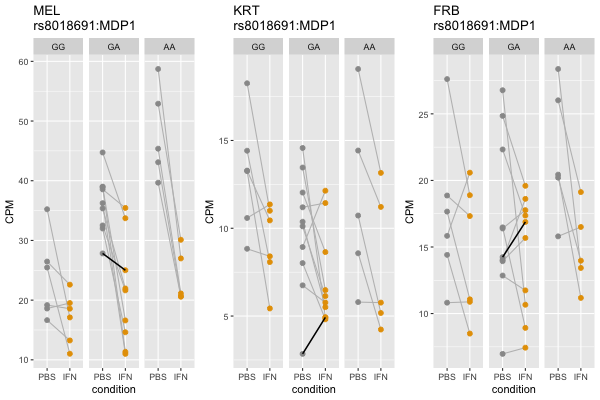 MEL
rs8018691:MDP1
GG GA AA
60
50
40
30
20
10
CPM
PBS IFN PBS IFN PBS IFN
condition
KRT
rs8018691:MDP1
GG GA AA
15
10
5
CPM
PBS IFN PBS IFN PBS IFN
condition
FRB
rs8018691:MDP1
GG GA AA
25
20
15
10
CPM
PBS IFN PBS IFN PBS IFN
condition